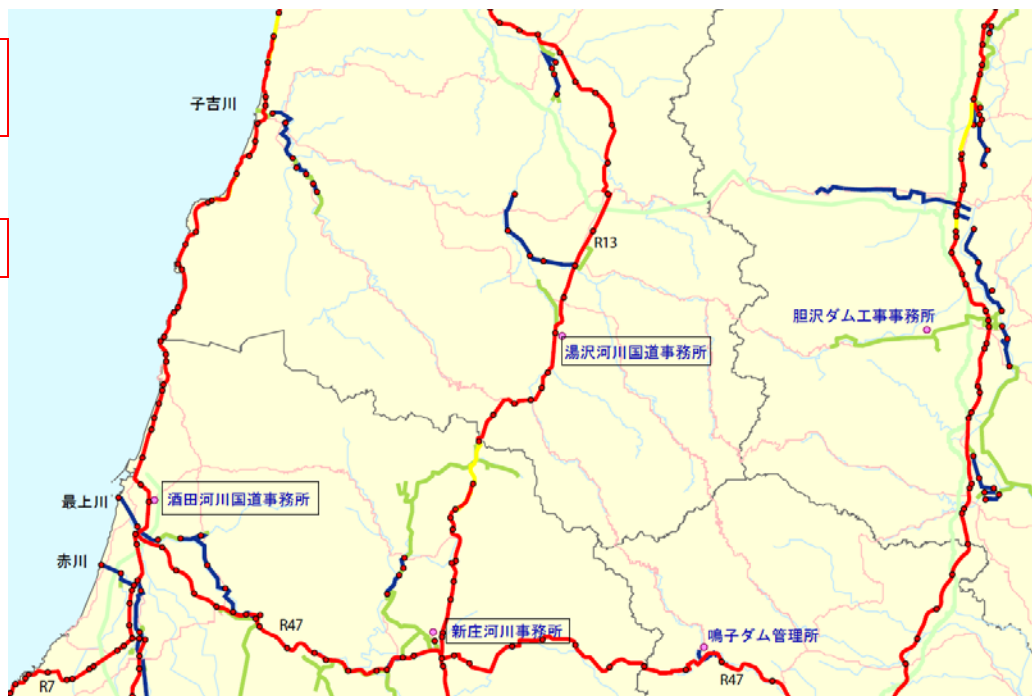 子吉川
R13
胆沢ダム工事事務所
湯沢河川国道事務所
最上川
酒田河川国道事務所
赤川
R47
新庄河川事務所
鳴子ダム管理所
R47
R7